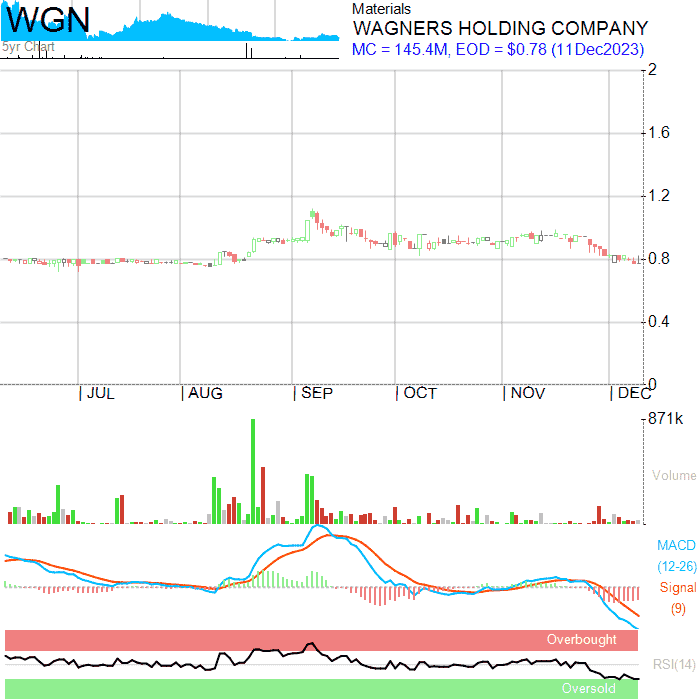 WGN
5yr Chart
Materials
WAGNERS HOLDING COMPANY
MC = 145.4M, EOD = $0.78 (11Dec2023)
2
1.6
1.2
0.8
0.4
0
| JUL | AUG | SEP | OCT | NOV | DEC
871k
Volume
MACD
(12-26)
Signal
(9)
Overbought
RSI(14)
Oversold